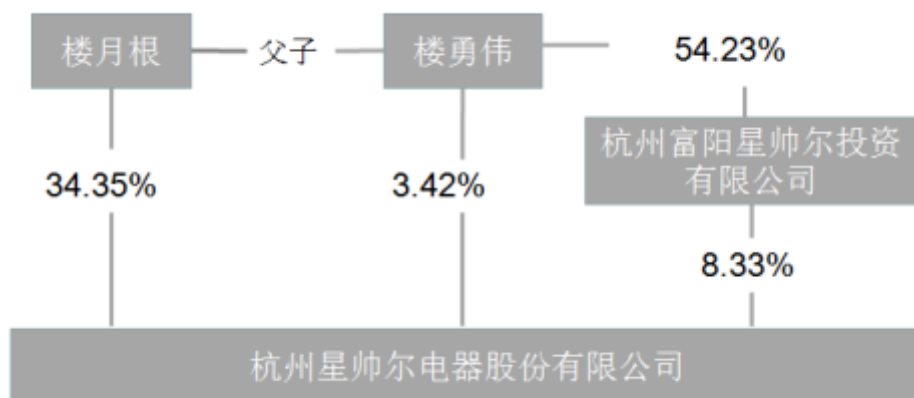 楼月根
父子
楼勇伟
54.23%
杭州富阳星帅尔投资
有限公司
34.35%
3.42%
8.33%
杭州星帅尔电器股份有限公司